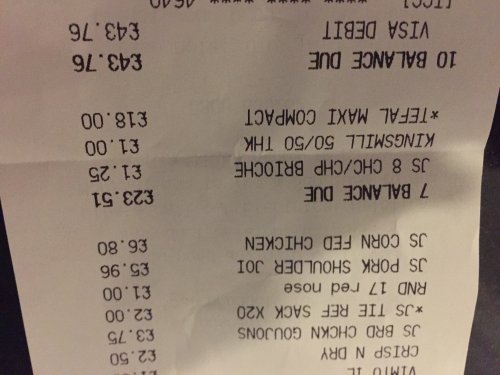 VIMTO 1L
CRISP N DRY £2.50
JS BRD CHCKN GOUJONS £3.75
*JS TIE REF SACK X20 £2.00
RND 17 red nose £1.00
JS PORK SHOULDER JOI £5.96
JS CORN FED CHICKEN £6.80
7 BALANCE DUE £23.51
JS 8 CHC/CHP BRIOCHE £1.25
KINGSMILL 50/50 THK £1.00
*TEFAL MAXI COMPACT £18.00
10 BALANCE DUE £43.76
VISA DEBIT £43.76
[ICC]